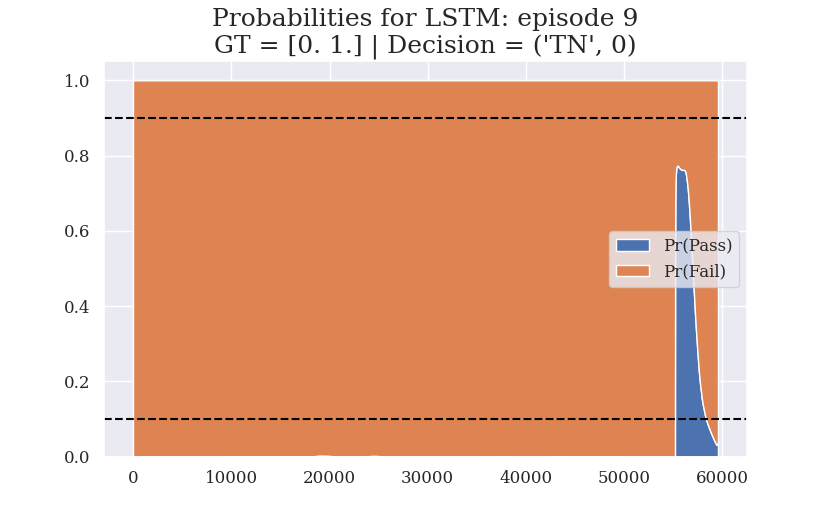 Probabilities for LSTM: episode 9
GT = [0. 1.] | Decision = ('TN', 0)
1.0
0.8
0.6
0.4
0.2
0.0
Pr(Pass)
Pr(Fail)
0 10000 20000 30000 40000 50000 60000